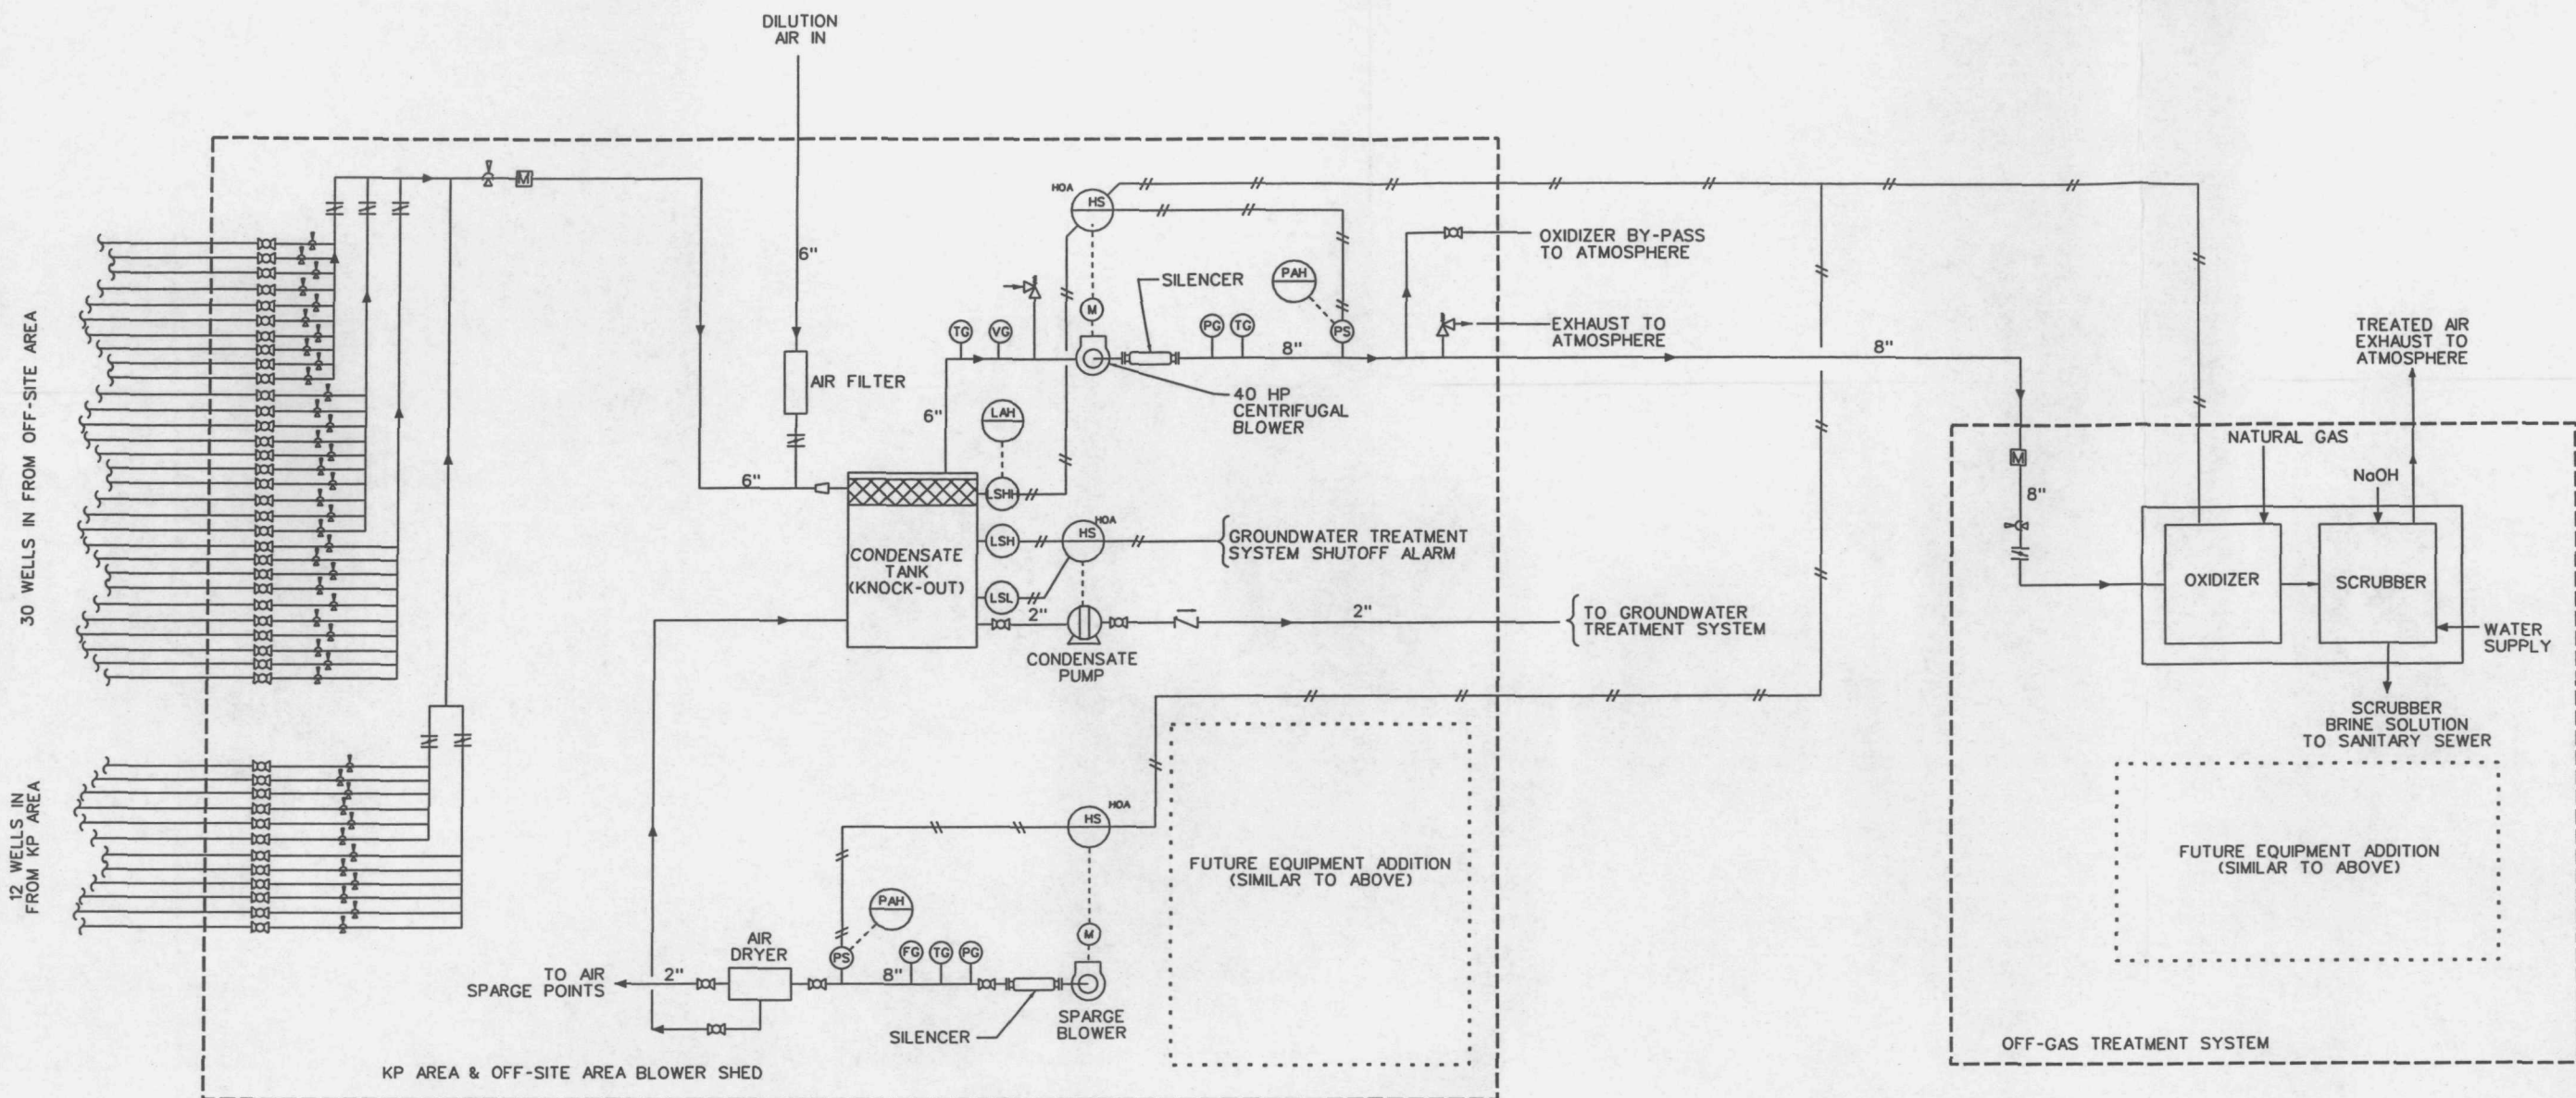 DILUTION
AIR IN
30 WELLS IN FROM OFF-SITE AREA
12 WELLS IN
FROM KP AREA
M
6"
6"
AIR FILTER
6"
TG
VG
HOA
HS
M
SILENCER
PAH
PG
TG
8"
PS
40 HP
CENTRIFUGAL
BLOWER
OXIDIZER BY-PASS
TO ATMOSPHERE
EXHAUST TO
ATMOSPHERE
8"
TREATED AIR
EXHAUST TO
ATMOSPHERE
6"
LAH
LSHH
LSH
HOA
HS
LSL
GROUNDWATER TREATMENT
SYSTEM SHUTOFF ALARM
CONDENSATE
TANK
(KNOCK-OUT)
2"
2"
CONDENSATE
PUMP
TO GROUNDWATER
TREATMENT SYSTEM
M
8"
NATURAL GAS
NaOH
OXIDIZER
SCRUBBER
WATER
SUPPLY
SCRUBBER
BRINE SOLUTION
TO SANITARY SEWER
HOA
HS
PAH
M
AIR
DRYER
PS
FG
TG
PG
TO AIR
SPARGE POINTS
2"
8"
SILENCER
SPARGE
BLOWER
FUTURE EQUIPMENT ADDITION
(SIMILAR TO ABOVE)
FUTURE EQUIPMENT ADDITION
(SIMILAR TO ABOVE)
KP AREA & OFF-SITE AREA BLOWER SHED
OFF-GAS TREATMENT SYSTEM